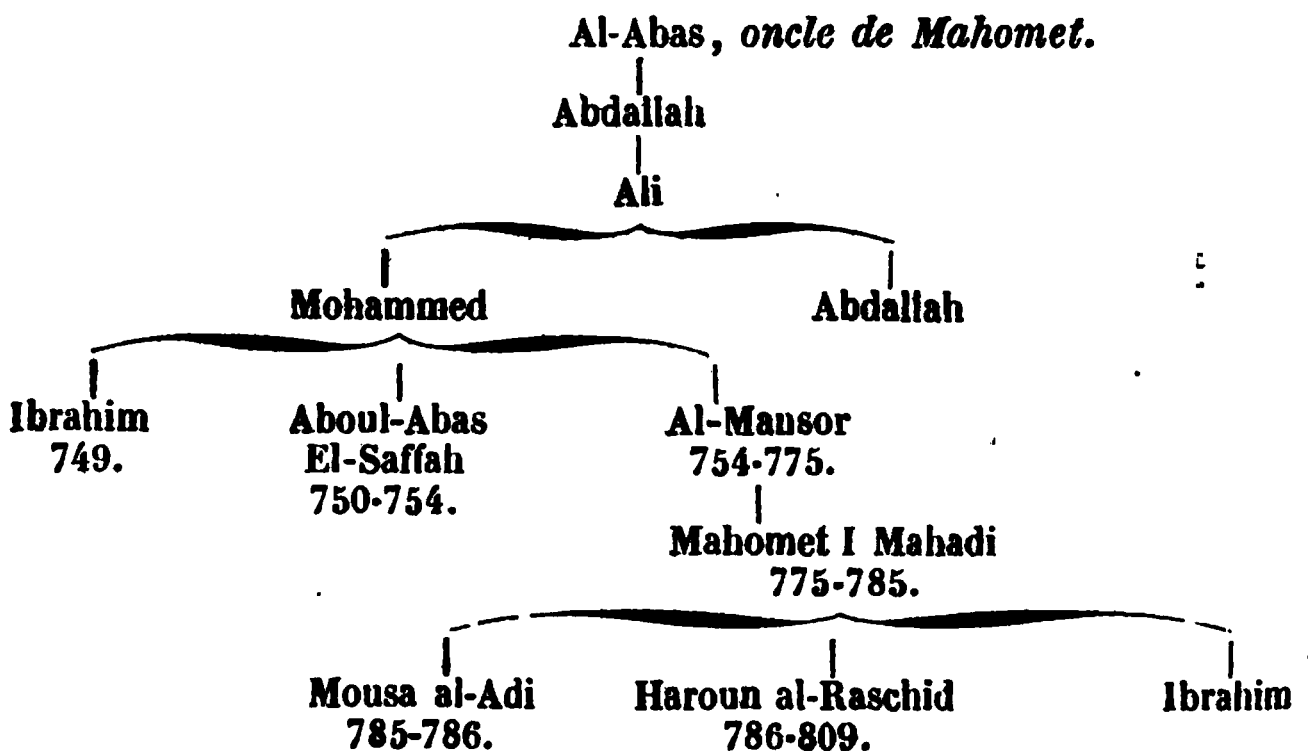 Al-Abas, oncle de Mahomet.
Abdallah
Ali
Mohammed Abdallah
Ibrahim Aboul-Abas Al-Mansor
749. El-Saffah 754-775.
750-754.
Mahomet I Mahadi
775-785.
Mousa al-Adi Haroun al-Raschid Ibrahim
785-786. 786-809.